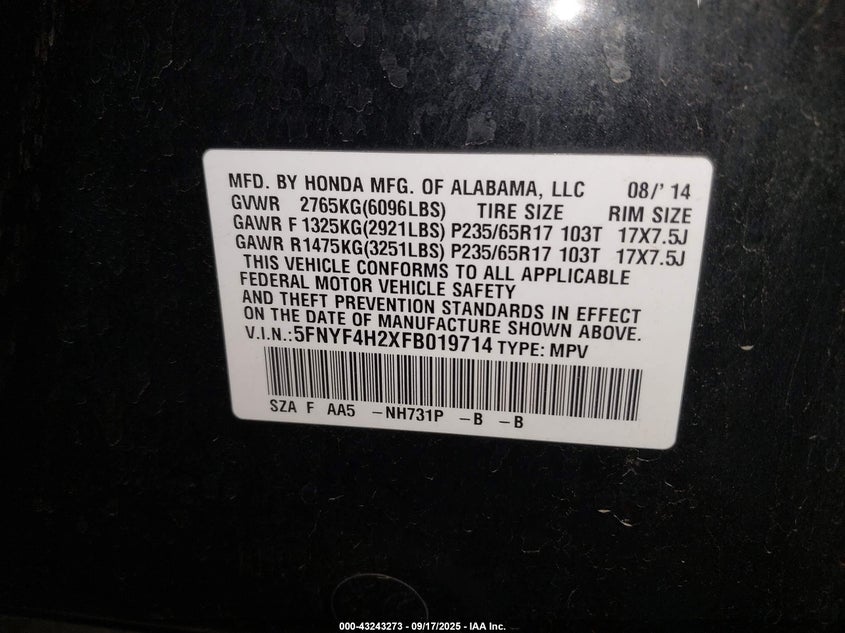 MFD. BY HONDA MFG. OF ALABAMA, LLC 08/' 14
GVWR 2765KG(6096LBS) TIRE SIZE RIM SIZE
GAWR F 1325KG(2921LBS) P235/65R17 103T 17X7.5J
GAWR R1475KG(3251LBS) P235/65R17 103T 17X7.5J
THIS VEHICLE CONFORMS TO ALL APPLICABLE
FEDERAL MOTOR VEHICLE SAFETY
AND THEFT PREVENTION STANDARDS IN EFFECT
ON THE DATE OF MANUFACTURE SHOWN ABOVE.
V.I.N.:5FNYF4H2XFB019714 TYPE: MPV
SZA F AA5 –NH731P –B –B
000-43243273 - 09/17/2025 - IAA Inc.